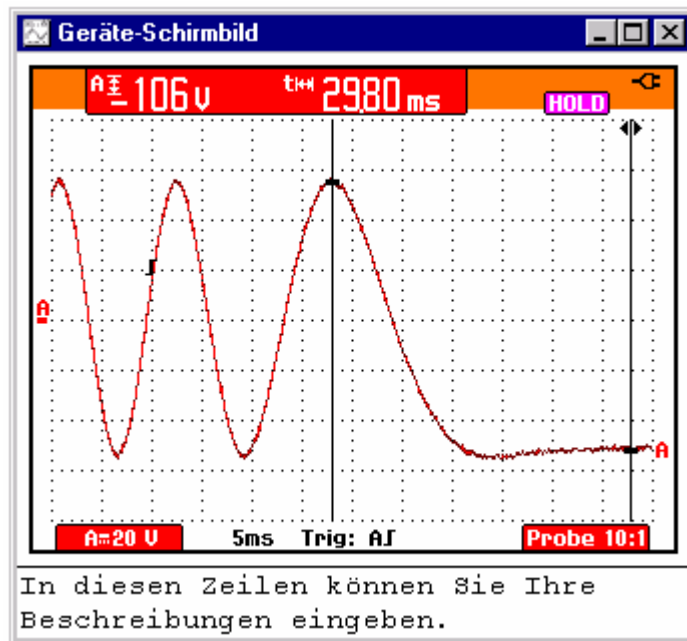 Geräte-Schirmbild
A -106 V t 29.80 ms HOLD
A
A
A=20 V 5ms Trig: A Probe 10:1
In diesen Zeilen können Sie Ihre
Beschreibungen eingeben.